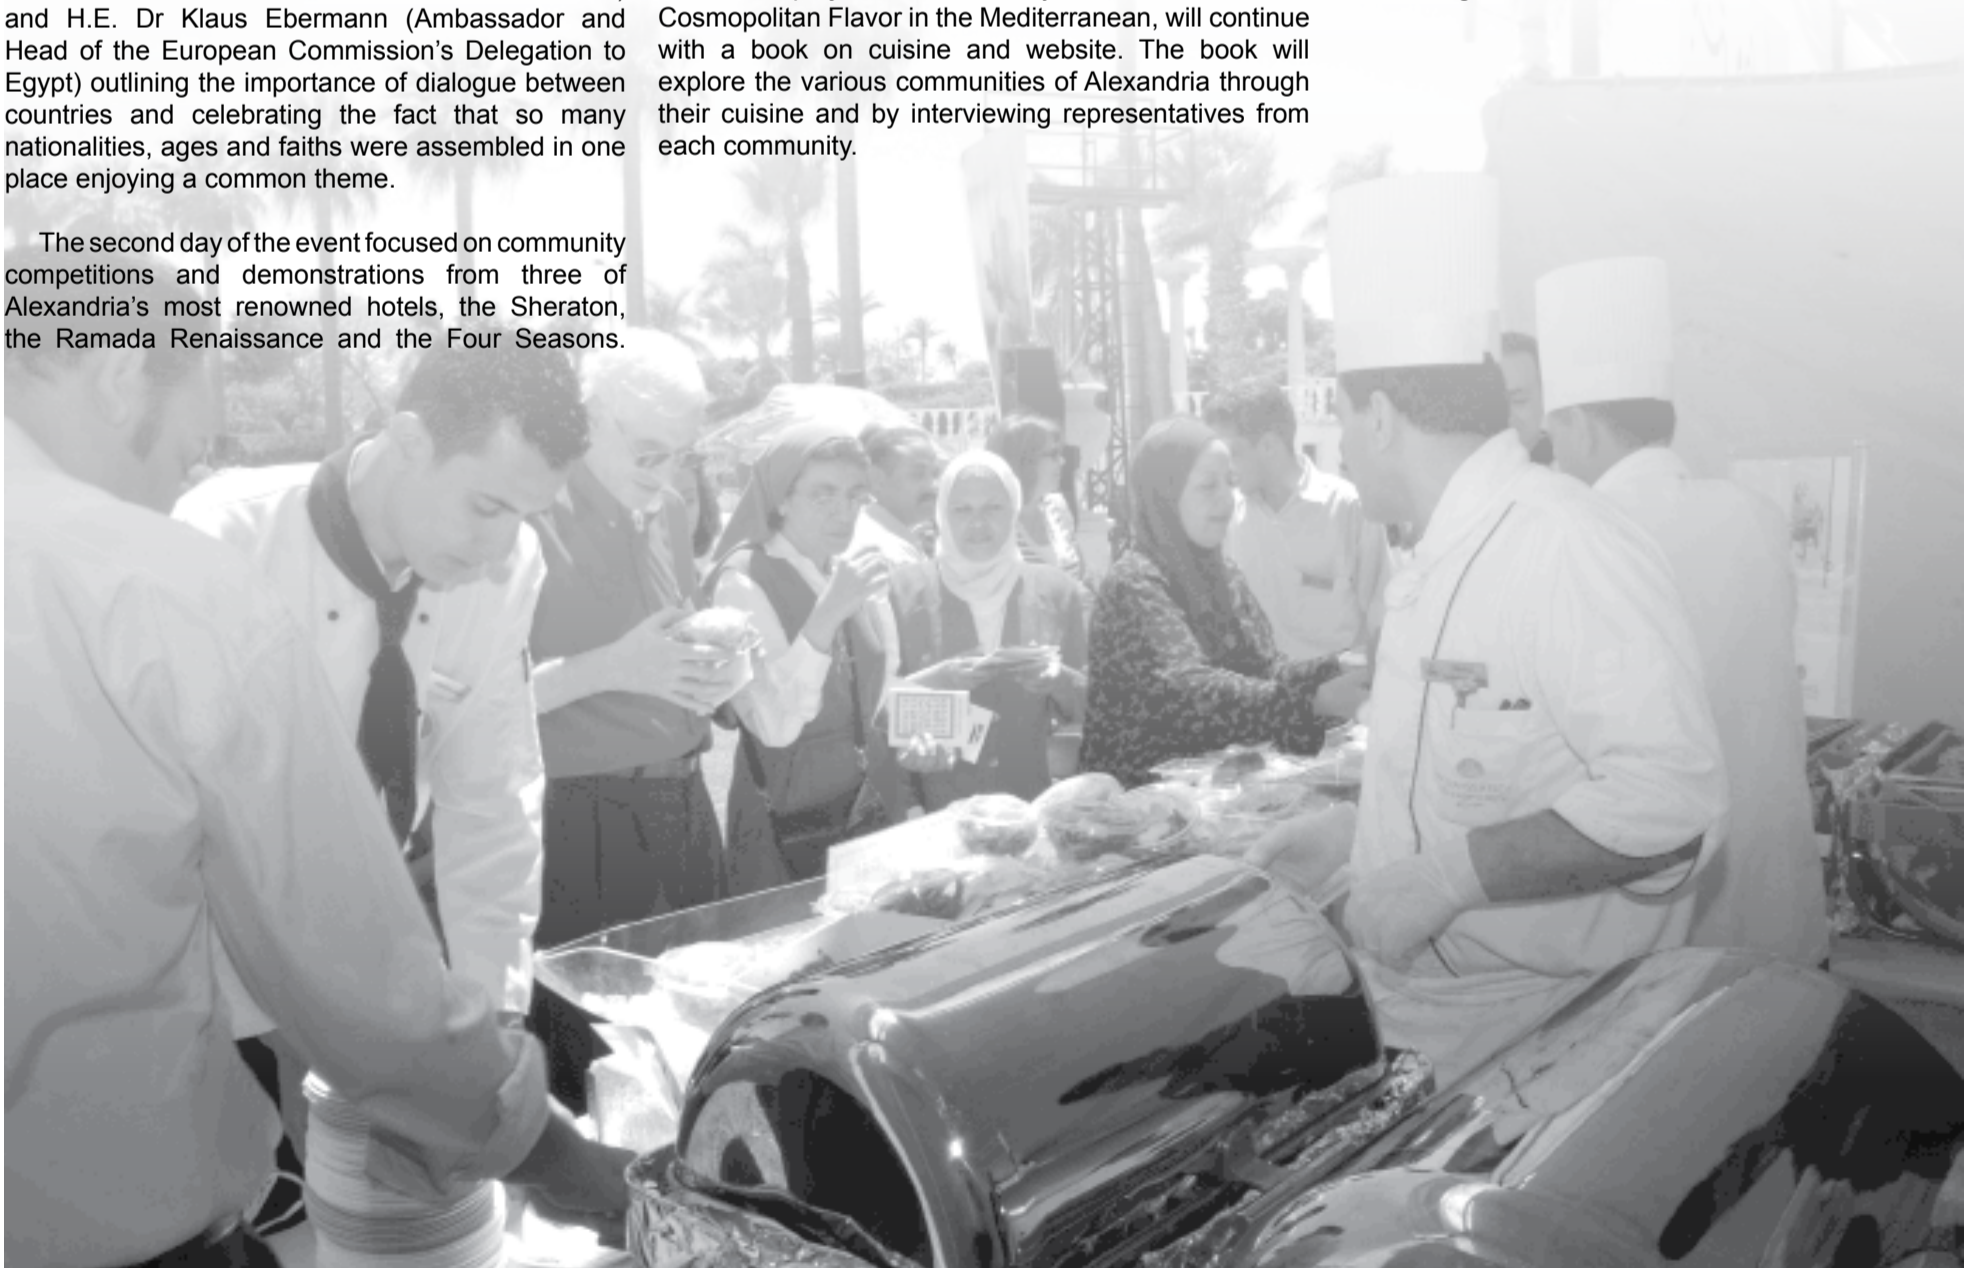 and H.E. Dr Klaus Ebermann (Ambassador and
Head of the European Commission's Delegation to
Egypt) outlining the importance of dialogue between
countries and celebrating the fact that so many
nationalities, ages and faiths were assembled in one
place enjoying a common theme.
The second day of the event focused on community
competitions and demonstrations from three of
Alexandria's most renowned hotels, the Sheraton,
the Ramada Renaissance and the Four Seasons.
Cosmopolitan Flavor in the Mediterranean, will continue
with a book on cuisine and website. The book will
explore the various communities of Alexandria through
their cuisine and by interviewing representatives from
each community.